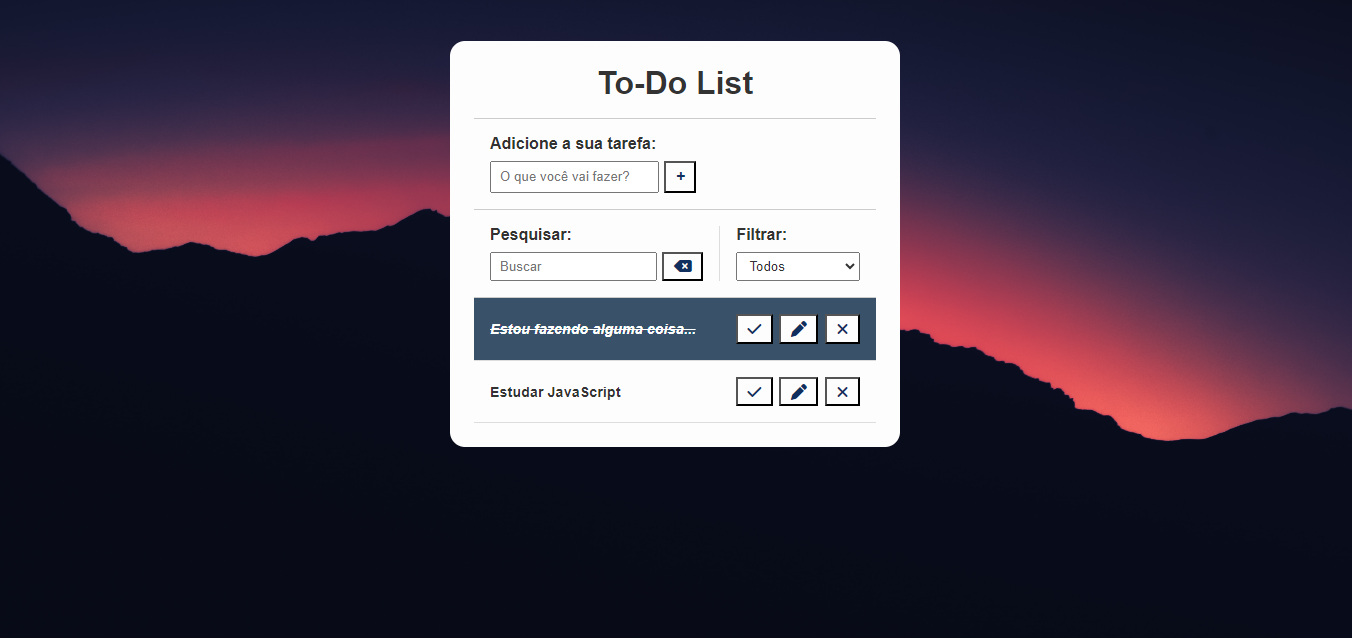 To-Do List
Adicione a sua tarefa:
O que você vai fazer? +
Pesquisar: Filtrar:
Buscar Todos
Estou fazendo alguma coisa...
Estudar JavaScript